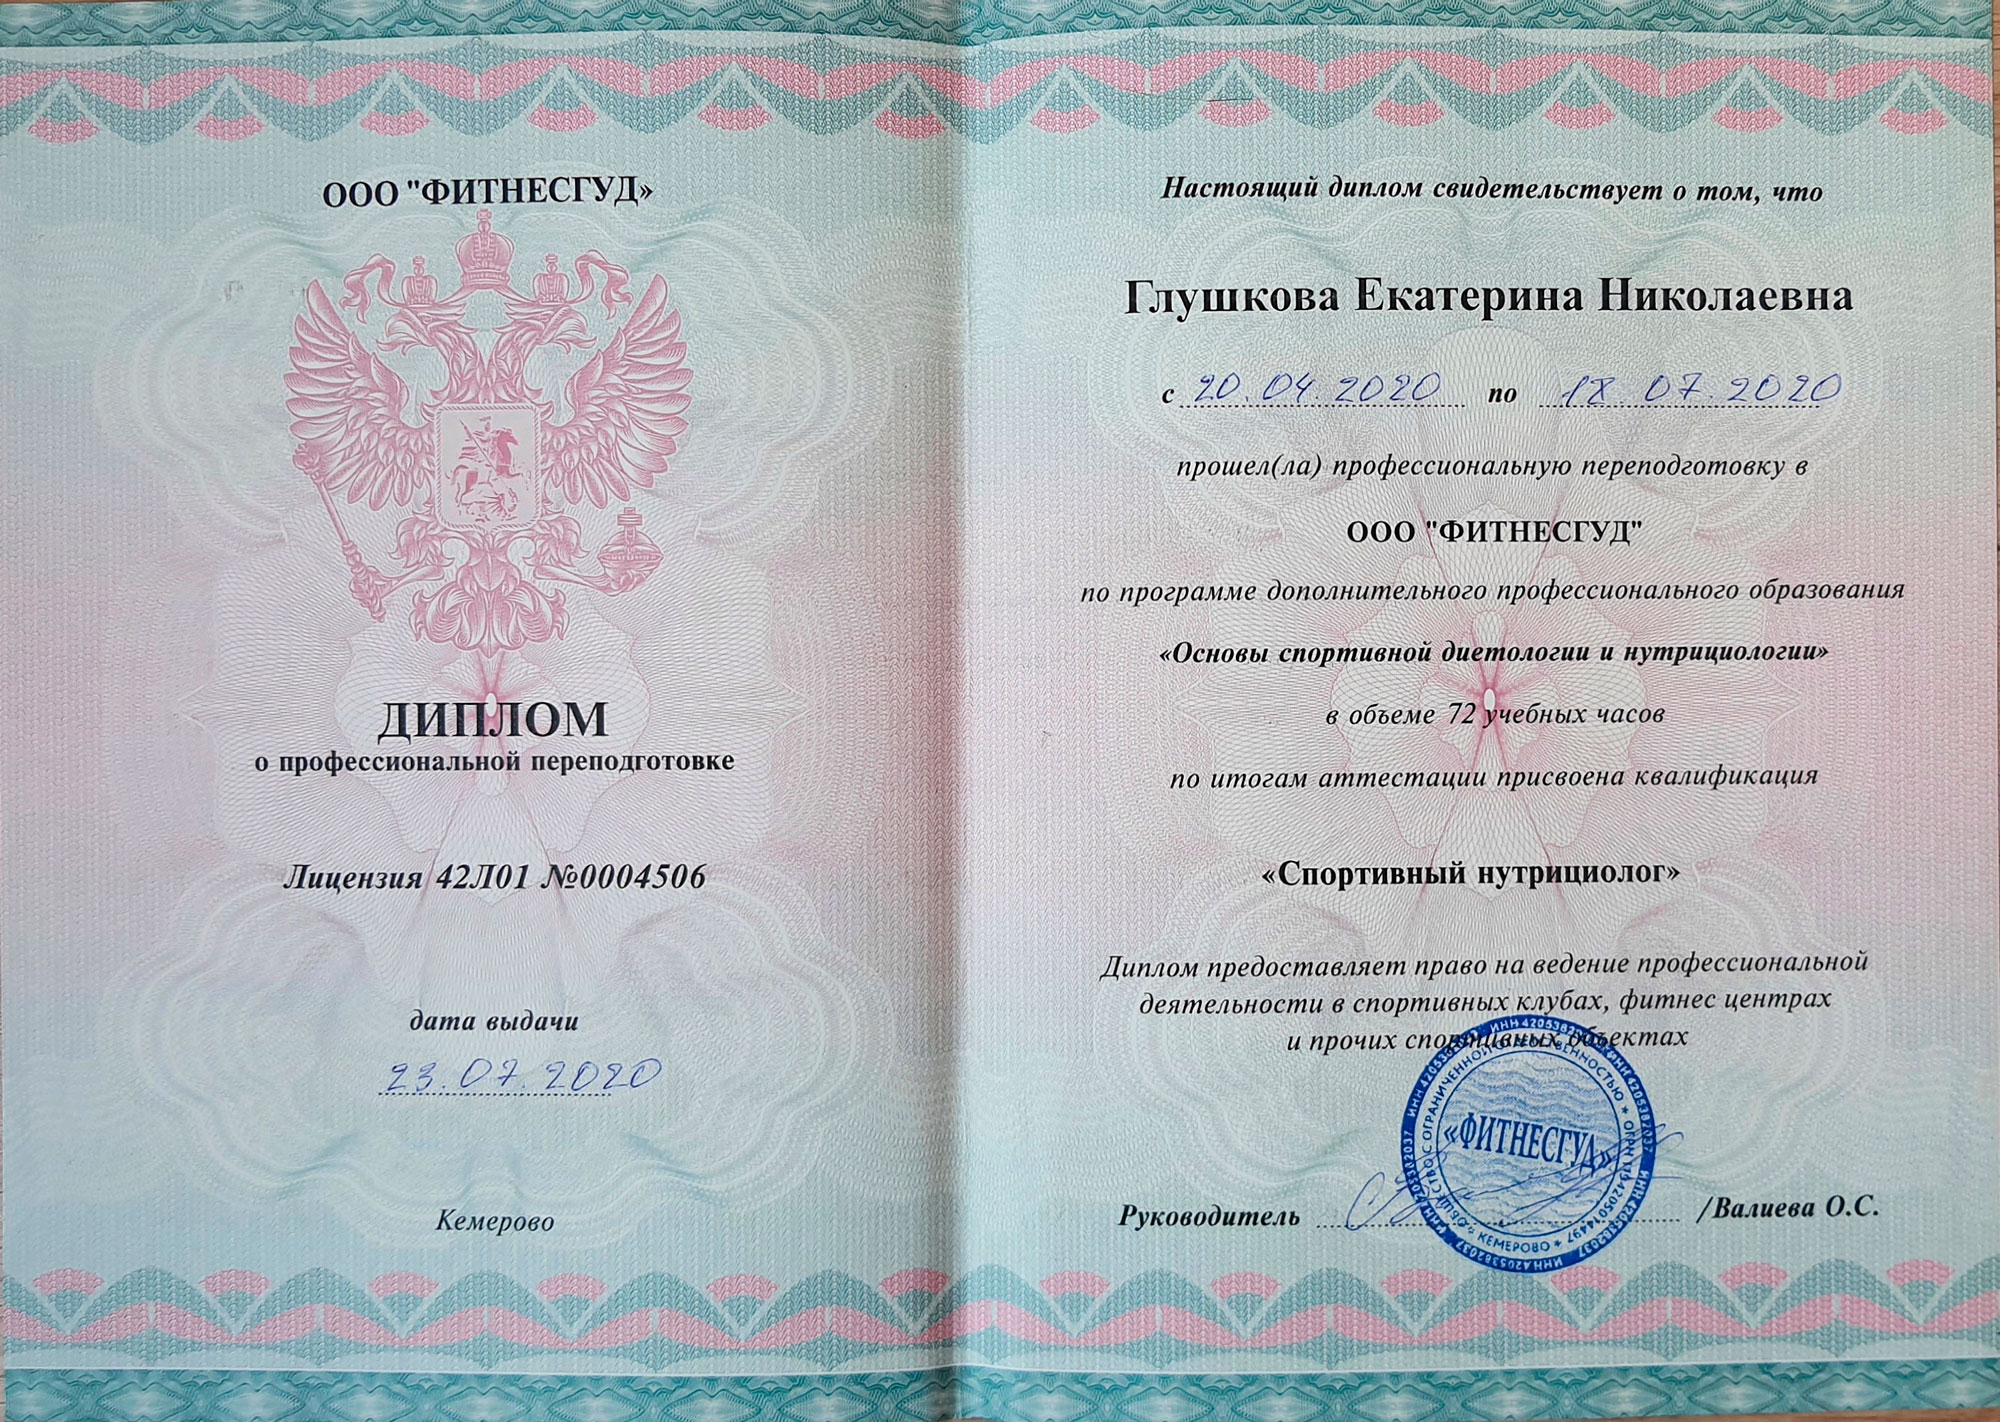 ООО "ФИТНЕСГУД»
ДИПЛОМ
о профессиональной переподготовке
Лицензия 42Л01 №0004506
дата выдачи
23.07.2020
Кемерово
Настоящий диплом свидетельствует о том, что
Глушкова Екатерина Николаевна
с 20.04.2020 по 18.07.2020
прошел(ла) профессиональную переподготовку в
ООО "ФИТНЕСГУД"
по программе дополнительного профессионального образования
«Основы спортивной диетологии и нутрициологии»
в объеме 72 учебных часов
по итогам аттестации присвоена квалификация
«Спортивный нутрициолог»
Диплом предоставляет право на ведение профессиональной
деятельности в спортивных клубах, фитнес центрах
и прочих спортивных объектах
«ФИТНЕСГУД»
ОБЩЕСТВО С ОГРАНИЧЕННОЙ ОТВЕТСТВЕННОСТЬЮ
КЕМЕРОВО
ИНН 4205382037
Руководитель /Валиева О.С.